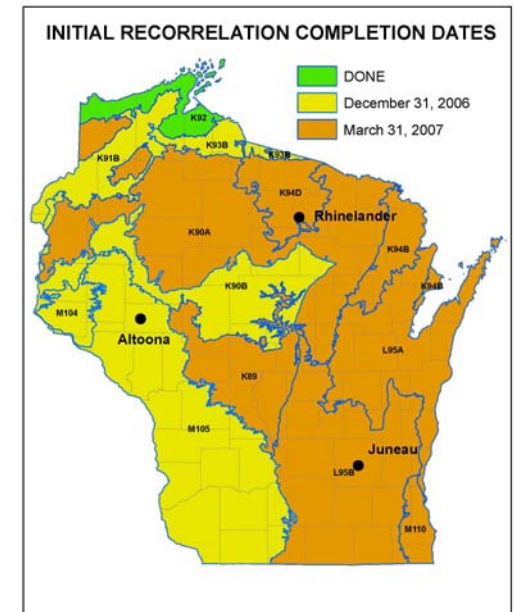 INITIAL RECORRELATION COMPLETION DATES
DONE
December 31, 2006
March 31, 2007
K92
K93B
K93B
K91B
K94D
Rhinelander
K90A
K94B
K90B
K94B
M104
Altoona
L95A
K89
M105
Juneau
L95B
M110